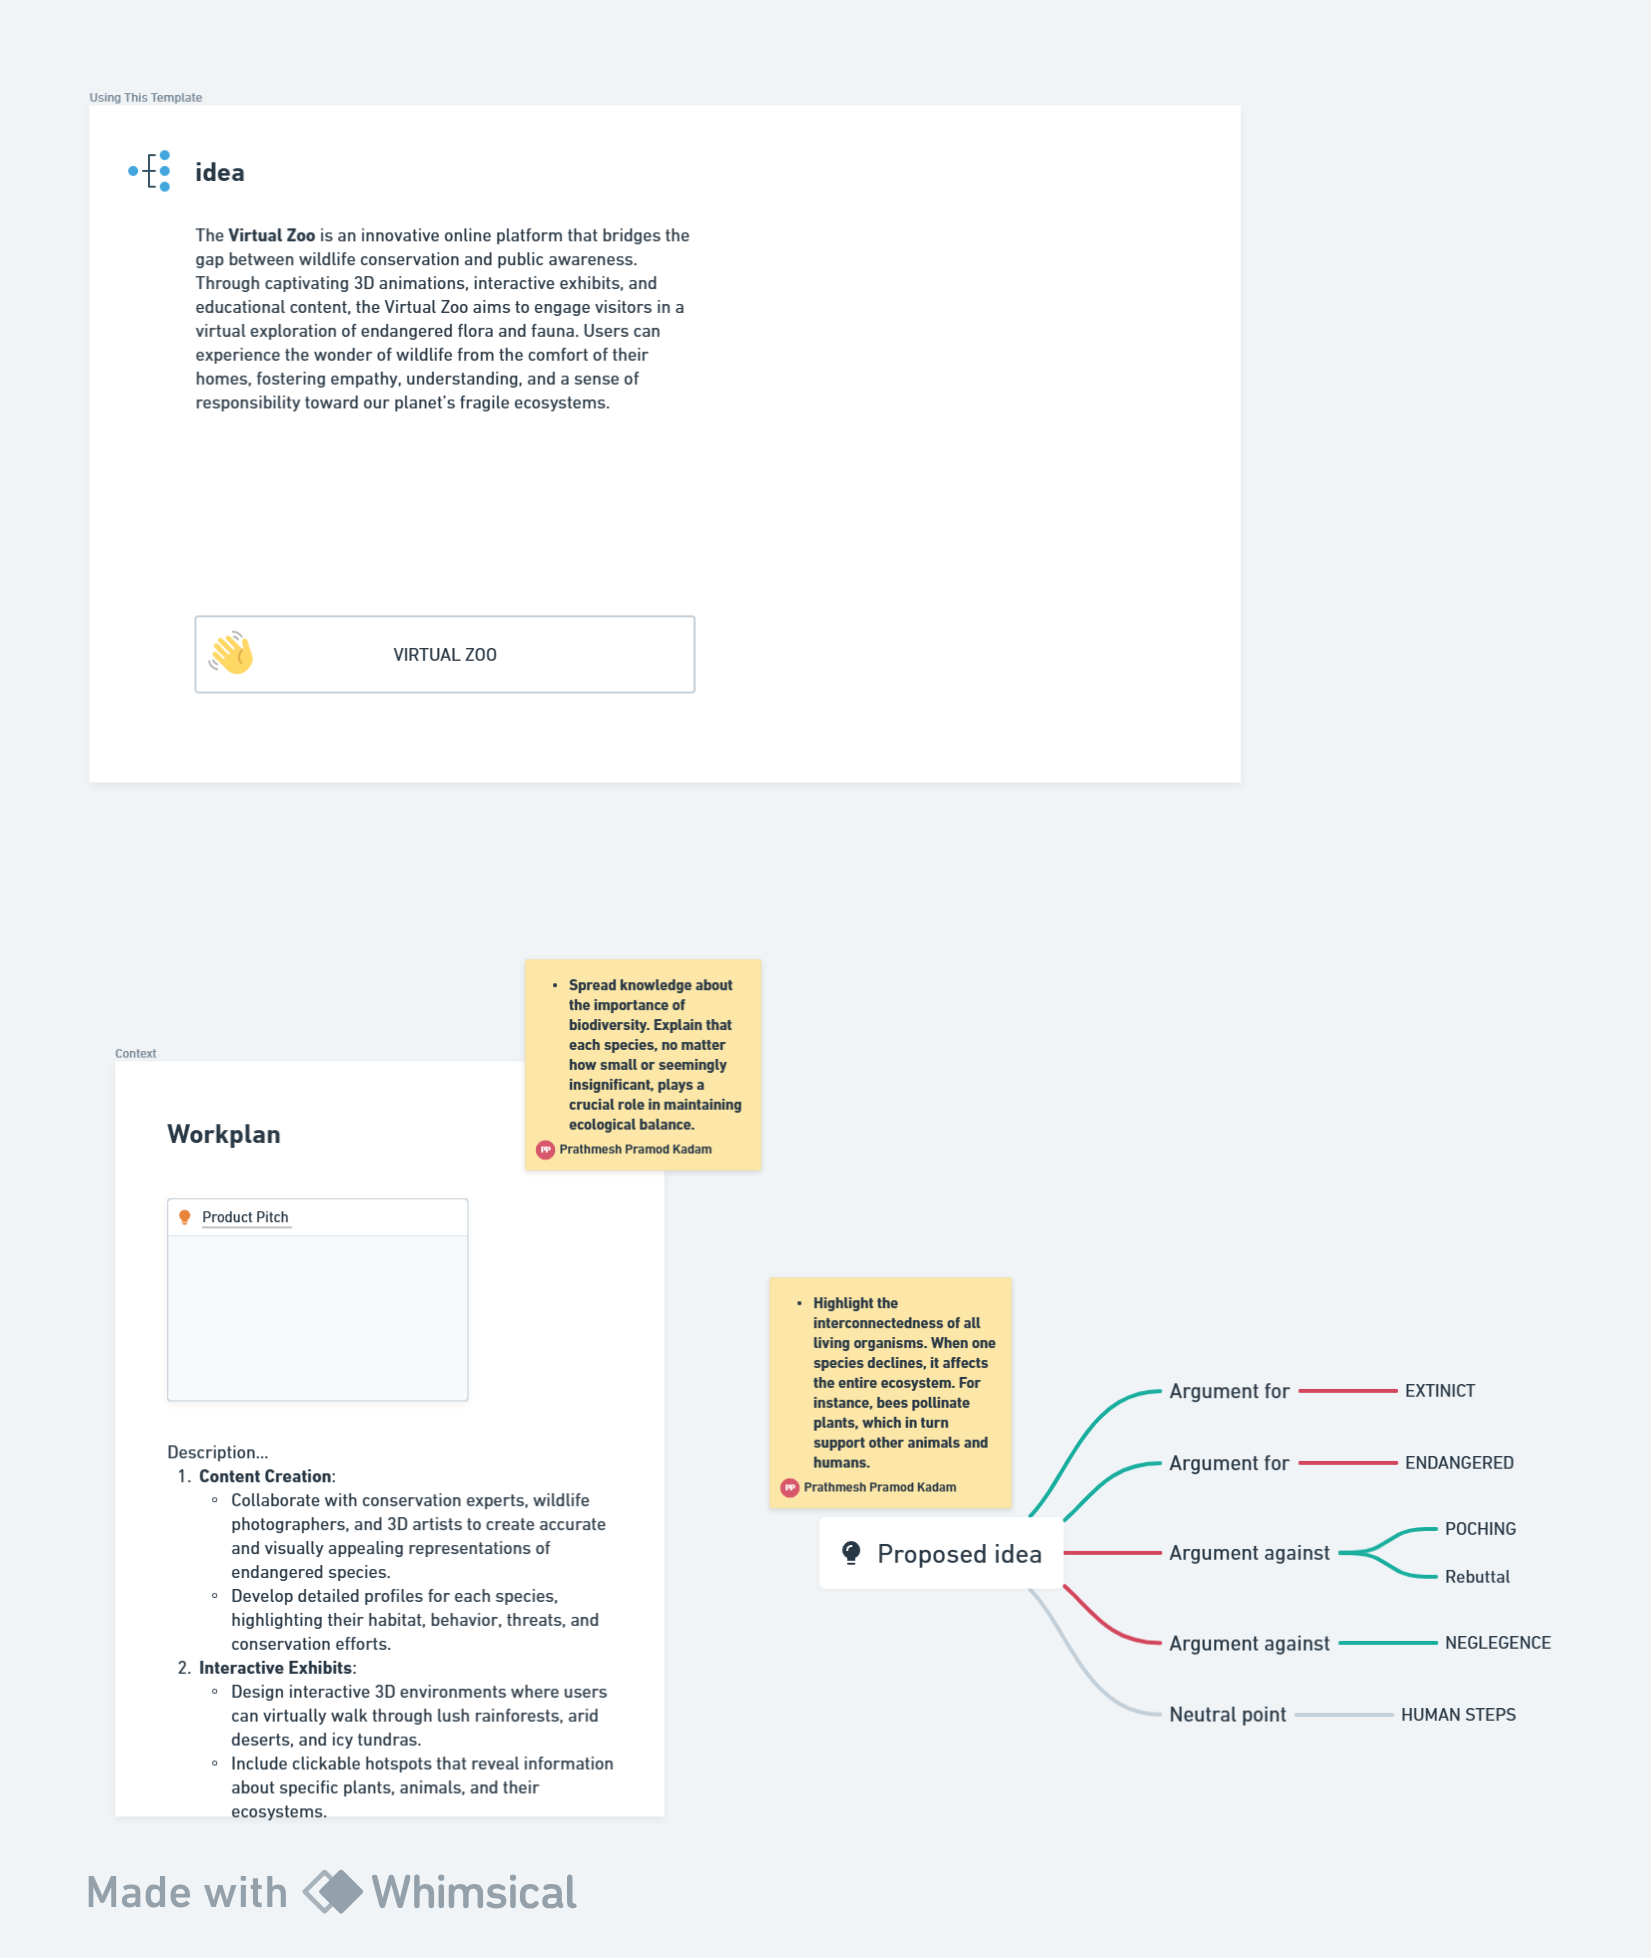 Using This Template
idea
The Virtual Zoo is an innovative online platform that bridges the
gap between wildlife conservation and public awareness.
Through captivating 3D animations, interactive exhibits, and
educational content, the Virtual Zoo aims to engage visitors in a
virtual exploration of endangered flora and fauna. Users can
experience the wonder of wildlife from the comfort of their
homes, fostering empathy, understanding, and a sense of
responsibility toward our planet's fragile ecosystems.
VIRTUAL ZOO
• Spread knowledge about
the importance of
biodiversity. Explain that
each species, no matter
how small or seemingly
insignificant, plays a
crucial role in maintaining
ecological balance.
PP Prathmesh Pramod Kadam
Context
Workplan
Product Pitch
Description...
1. Content Creation:
◦ Collaborate with conservation experts, wildlife
photographers, and 3D artists to create accurate
and visually appealing representations of
endangered species.
◦ Develop detailed profiles for each species,
highlighting their habitat, behavior, threats, and
conservation efforts.
2. Interactive Exhibits:
◦ Design interactive 3D environments where users
can virtually walk through lush rainforests, arid
deserts, and icy tundras.
◦ Include clickable hotspots that reveal information
about specific plants, animals, and their
ecosystems.
• Highlight the
interconnectedness of all
living organisms. When one
species declines, it affects
the entire ecosystem. For
instance, bees pollinate
plants, which in turn
support other animals and
humans.
PP Prathmesh Pramod Kadam
Proposed idea
Argument for
EXTINICT
Argument for
ENDANGERED
Argument against
POCHING
Rebuttal
Argument against
NEGLEGENCE
Neutral point
HUMAN STEPS
Made with Whimsical